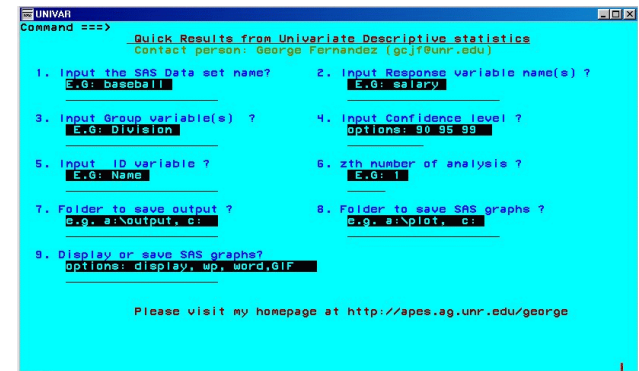 UNIVAR
Command ===>
Quick Results from Univariate Descriptive statistics
Contact person: George Fernandez (gcjf@unr.edu)
1. Input the SAS Data set name?
E.G: baseball
2. Input Response variable name(s) ?
E.G: salary
3. Input Group variable(s) ?
E.G: Division
4. Input Confidence level ?
options: 90 95 99
5. Input ID variable ?
E.G: Name
6. zth number of analysis ?
E.G: 1
7. Folder to save output ?
e.g. a:\output, c:
8. Folder to save SAS graphs ?
e.g. a:\plot, c:
9. Display or save SAS graphs?
options: display, wp, word,GIF
Please visit my homepage at http://apes.ag.unr.edu/george